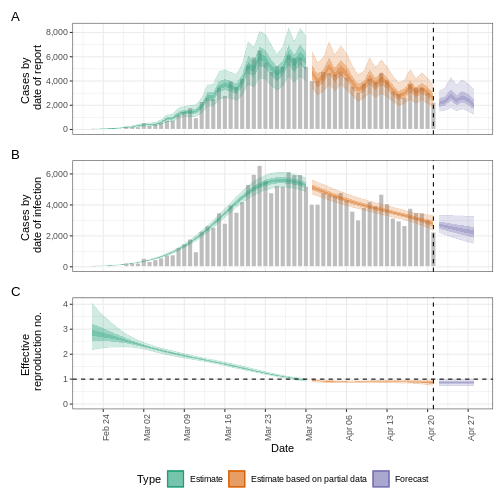 A
Cases by
date of report
8,000
6,000
4,000
2,000
0
B
Cases by
date of infection
6,000
4,000
2,000
0
C
Effective
reproduction no.
4
3
2
1
0
Feb 24
Mar 02
Mar 09
Mar 16
Mar 23
Mar 30
Apr 06
Apr 13
Apr 20
Apr 27
Date
Type Estimate Estimate based on partial data Forecast